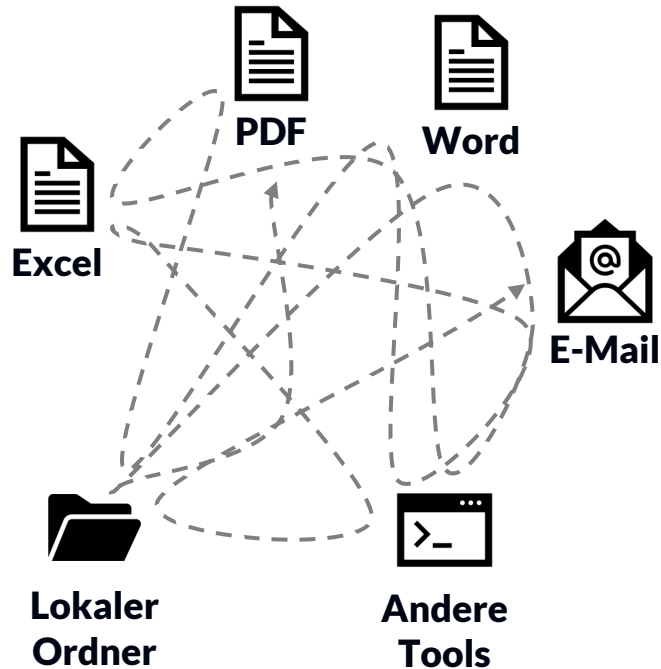 PDF
Word
Excel
@
E-Mail
>_
Lokaler
Ordner
Andere
Tools